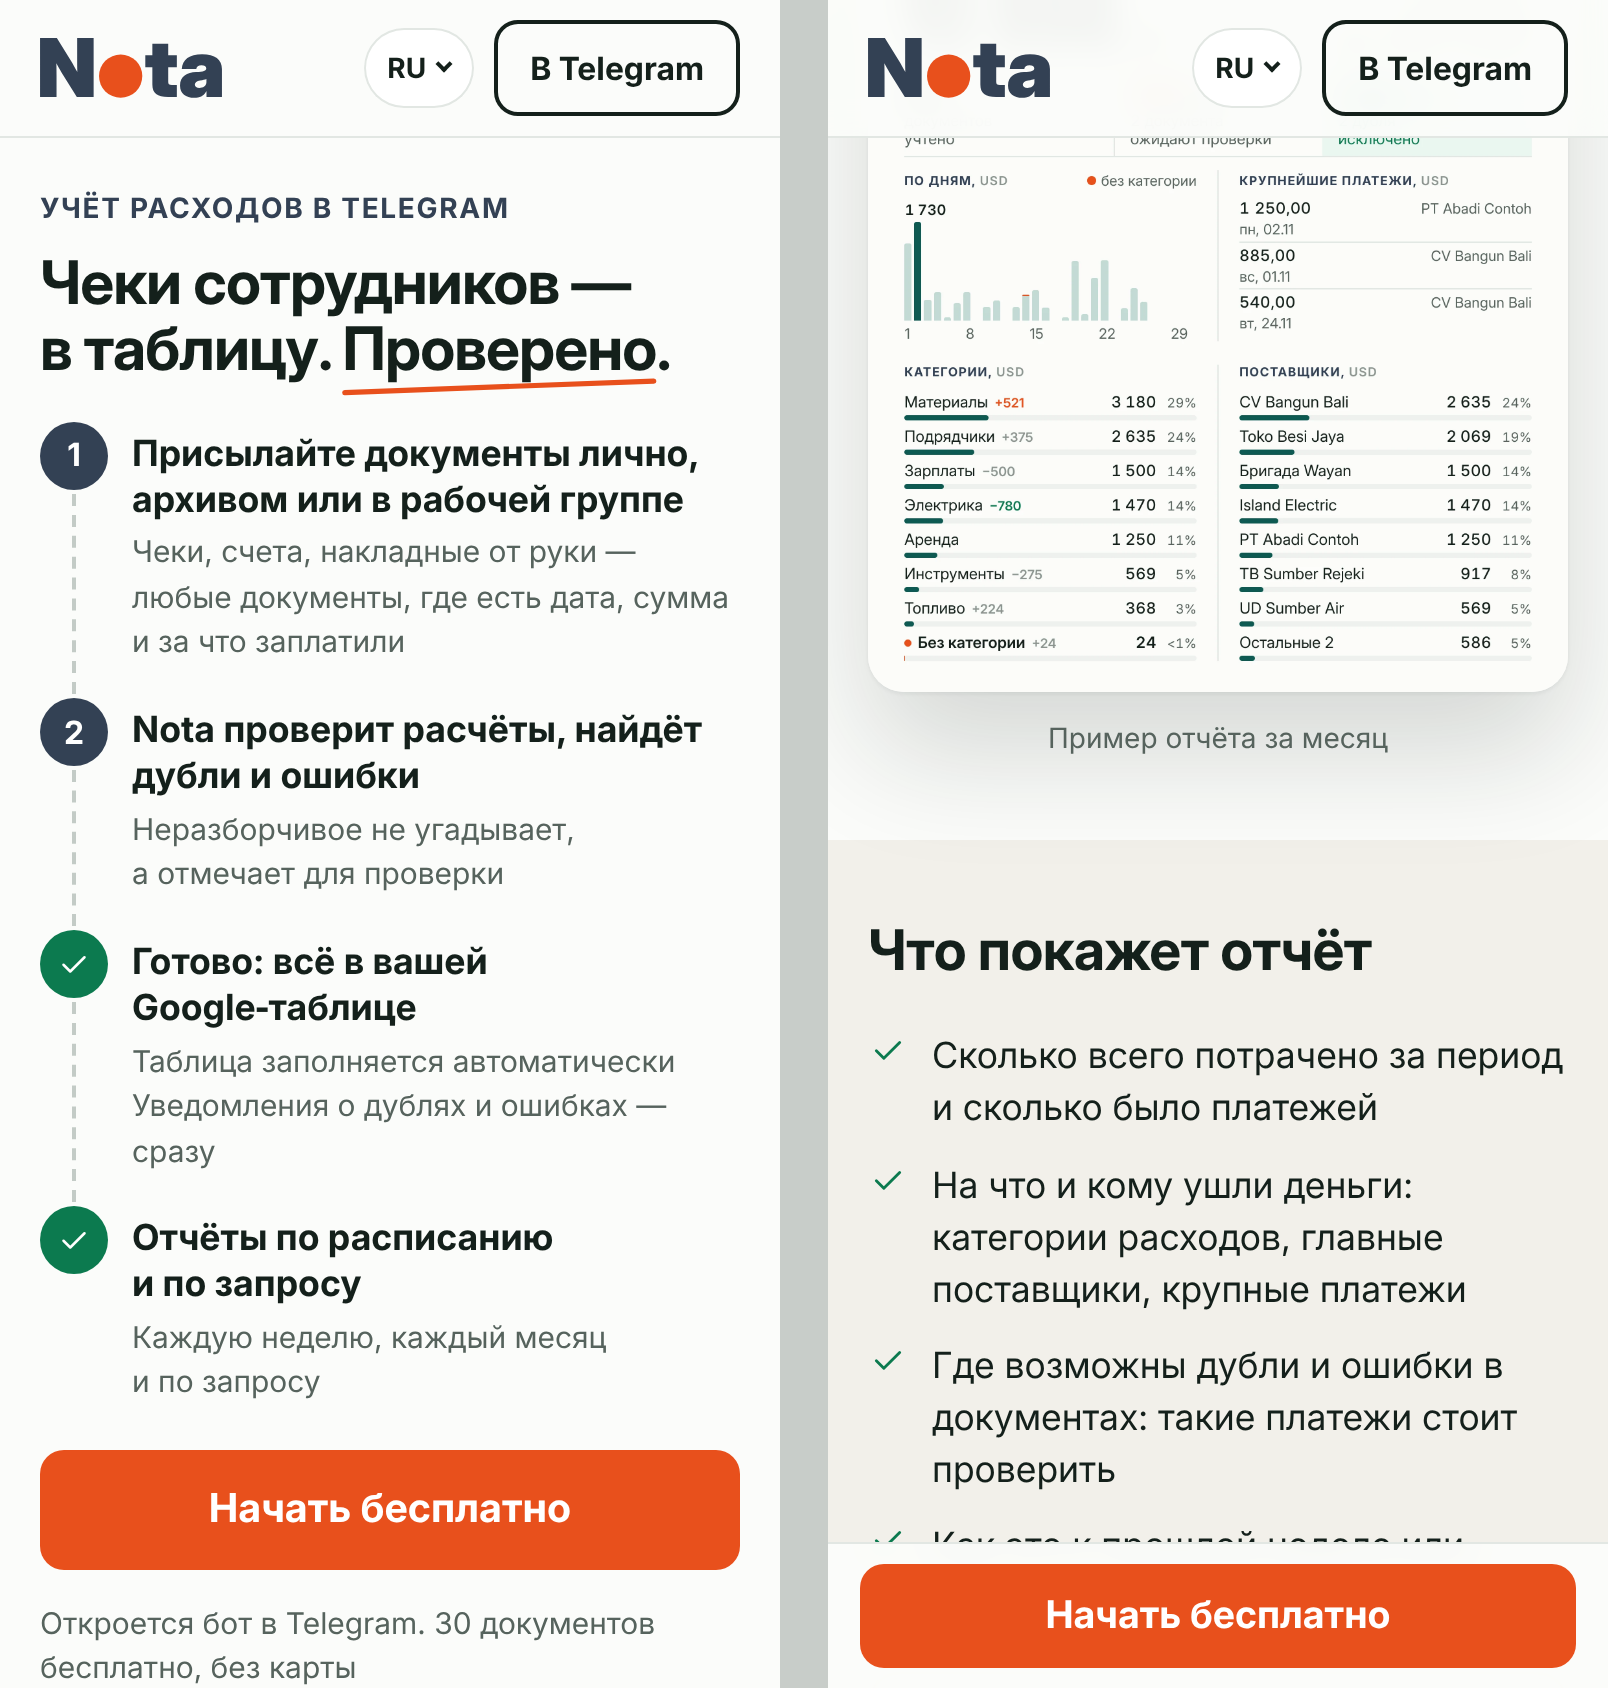 Nota
RU
В Telegram
УЧЁТ РАСХОДОВ В TELEGRAM
Чеки сотрудников —
в таблицу. Проверено.
1
Присылайте документы лично,
архивом или в рабочей группе
Чеки, счета, накладные от руки —
любые документы, где есть дата, сумма
и за что заплатили
2
Nota проверит расчёты, найдёт
дубли и ошибки
Неразборчивое не угадывает,
а отмечает для проверки
Готово: всё в вашей
Google-таблице
Таблица заполняется автоматически
Уведомления о дублях и ошибках —
сразу
Отчёты по расписанию
и по запросу
Каждую неделю, каждый месяц
и по запросу
Начать бесплатно
Откроется бот в Telegram. 30 документов
бесплатно, без карты
Nota
RU
В Telegram
учтено ожидают проверки исключено
ПО ДНЯМ, USD без категории
1 730
1 8 15 22 29
КРУПНЕЙШИЕ ПЛАТЕЖИ, USD
1 250,00 PT Abadi Contoh
пн, 02.11
885,00 CV Bangun Bali
вс, 01.11
540,00 CV Bangun Bali
вт, 24.11
КАТЕГОРИИ, USD
Материалы +521 3 180 29%
Подрядчики +375 2 635 24%
Зарплаты −500 1 500 14%
Электрика −780 1 470 14%
Аренда 1 250 11%
Инструменты −275 569 5%
Топливо +224 368 3%
Без категории +24 24 <1%
ПОСТАВЩИКИ, USD
CV Bangun Bali 2 635 24%
Toko Besi Jaya 2 069 19%
Бригада Wayan 1 500 14%
Island Electric 1 470 14%
PT Abadi Contoh 1 250 11%
TB Sumber Rejeki 917 8%
UD Sumber Air 569 5%
Остальные 2 586 5%
Пример отчёта за месяц
Что покажет отчёт
Сколько всего потрачено за период
и сколько было платежей
На что и кому ушли деньги:
категории расходов, главные
поставщики, крупные платежи
Где возможны дубли и ошибки в
документах: такие платежи стоит
проверить
Как это к прошлой неделе или
Начать бесплатно